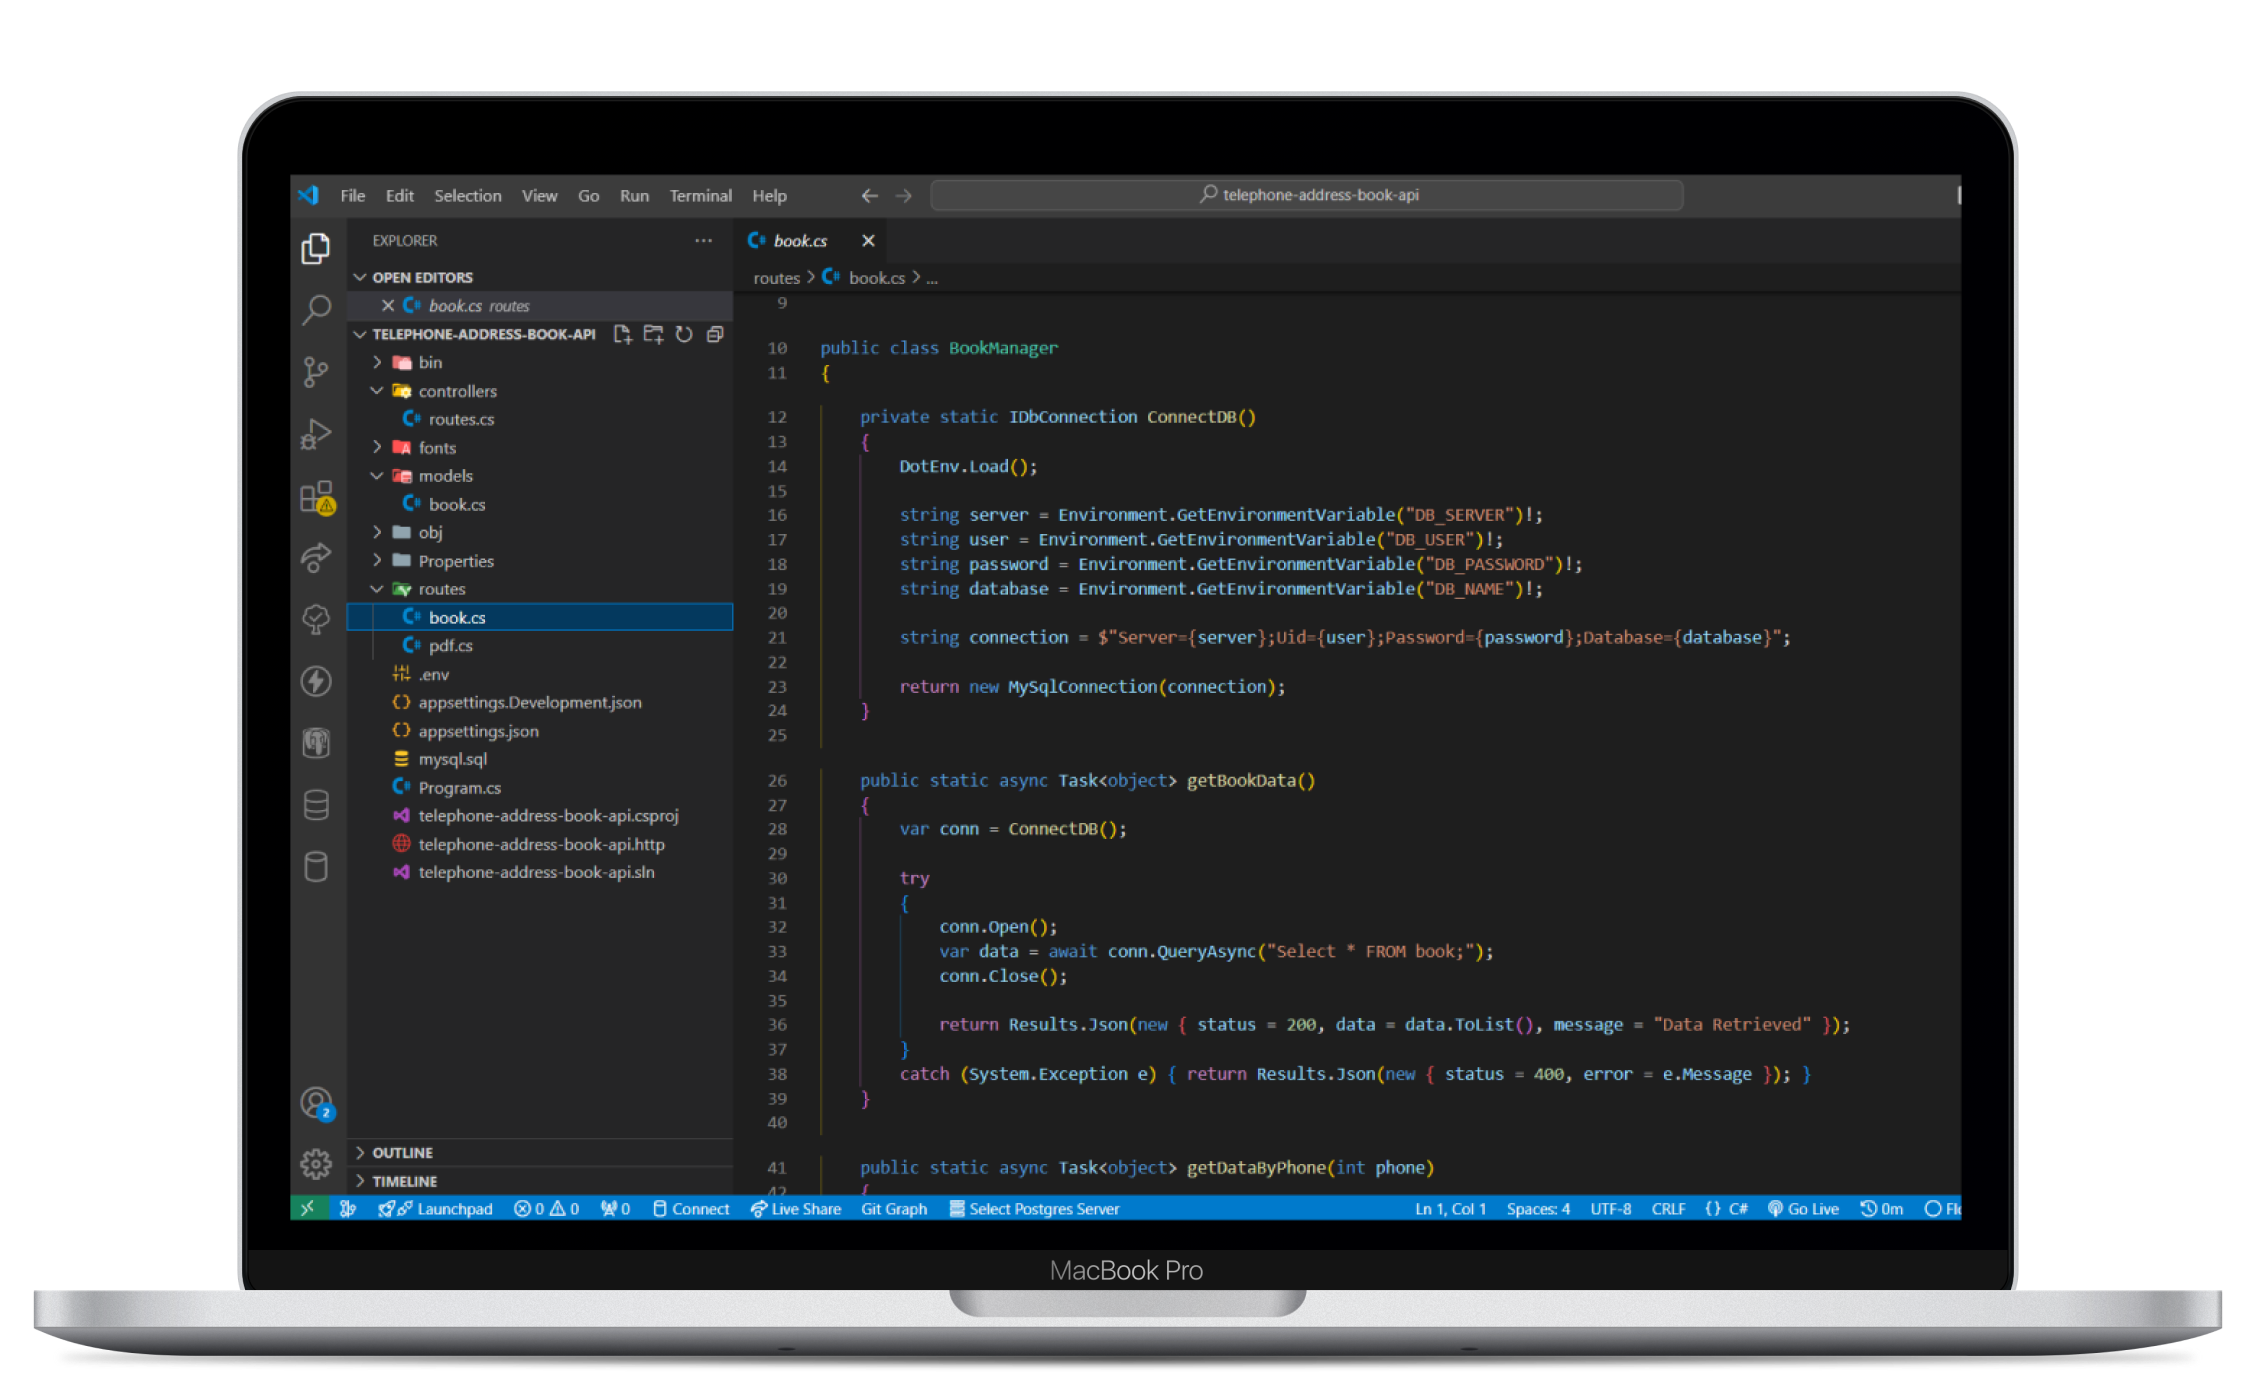 File Edit Selection View Go Run Terminal Help
telephone-address-book-api
EXPLORER
OPEN EDITORS
book.cs routes
TELEPHONE-ADDRESS-BOOK-API
bin
controllers
routes.cs
fonts
models
book.cs
obj
Properties
routes
book.cs
pdf.cs
.env
appsettings.Development.json
appsettings.json
mysql.sql
Program.cs
telephone-address-book-api.csproj
telephone-address-book-api.http
telephone-address-book-api.sln
2
OUTLINE
TIMELINE
book.cs
routes > book.cs > ...
9
10 public class BookManager
11 {
12 private static IDbConnection ConnectDB()
13 {
14 DotEnv.Load();
15
16 string server = Environment.GetEnvironmentVariable("DB_SERVER")!;
17 string user = Environment.GetEnvironmentVariable("DB_USER")!;
18 string password = Environment.GetEnvironmentVariable("DB_PASSWORD")!;
19 string database = Environment.GetEnvironmentVariable("DB_NAME")!;
20
21 string connection = $"Server={server};Uid={user};Password={password};Database={database}";
22
23 return new MySqlConnection(connection);
24 }
25
26 public static async Task<object> getBookData()
27 {
28 var conn = ConnectDB();
29
30 try
31 {
32 conn.Open();
33 var data = await conn.QueryAsync("Select * FROM book;");
34 conn.Close();
35
36 return Results.Json(new { status = 200, data = data.ToList(), message = "Data Retrieved" });
37 }
38 catch (System.Exception e) { return Results.Json(new { status = 400, error = e.Message }); }
39 }
40
41 public static async Task<object> getDataByPhone(int phone)
42 {
Launchpad 0 0 0 Connect Live Share Git Graph Select Postgres Server Ln 1, Col 1 Spaces: 4 UTF-8 CRLF {} C# Go Live 0m
MacBook Pro